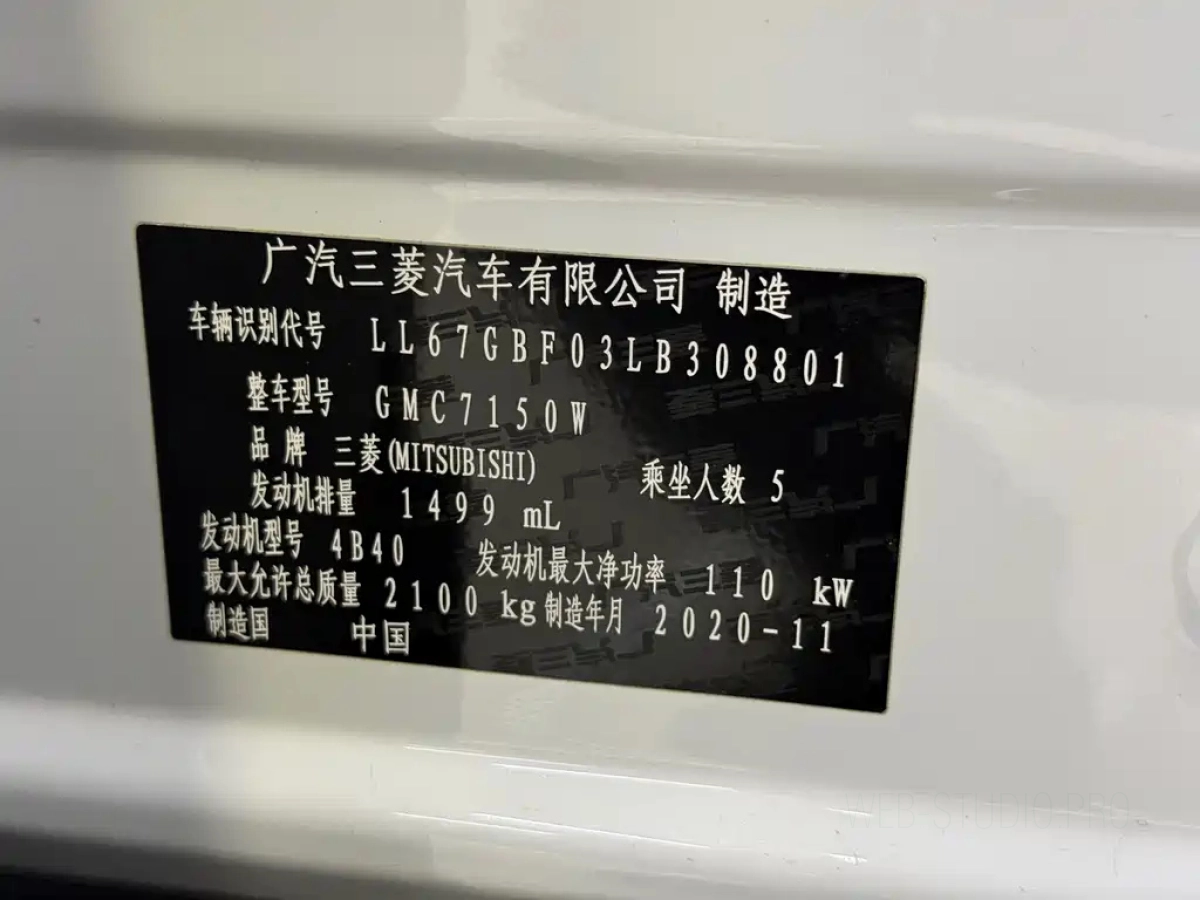 广汽三菱汽车有限公司 制造
车辆识别代号 LL67GBF03LB308801
整车型号 GMC7150W
品牌 三菱(MITSUBISHI) 乘坐人数 5
发动机排量 1499 mL
发动机型号 4B40 发动机最大净功率 110 kW
最大允许总质量 2100 kg 制造年月 2020-11
制造国 中国
WEB-STUDIO.PRO